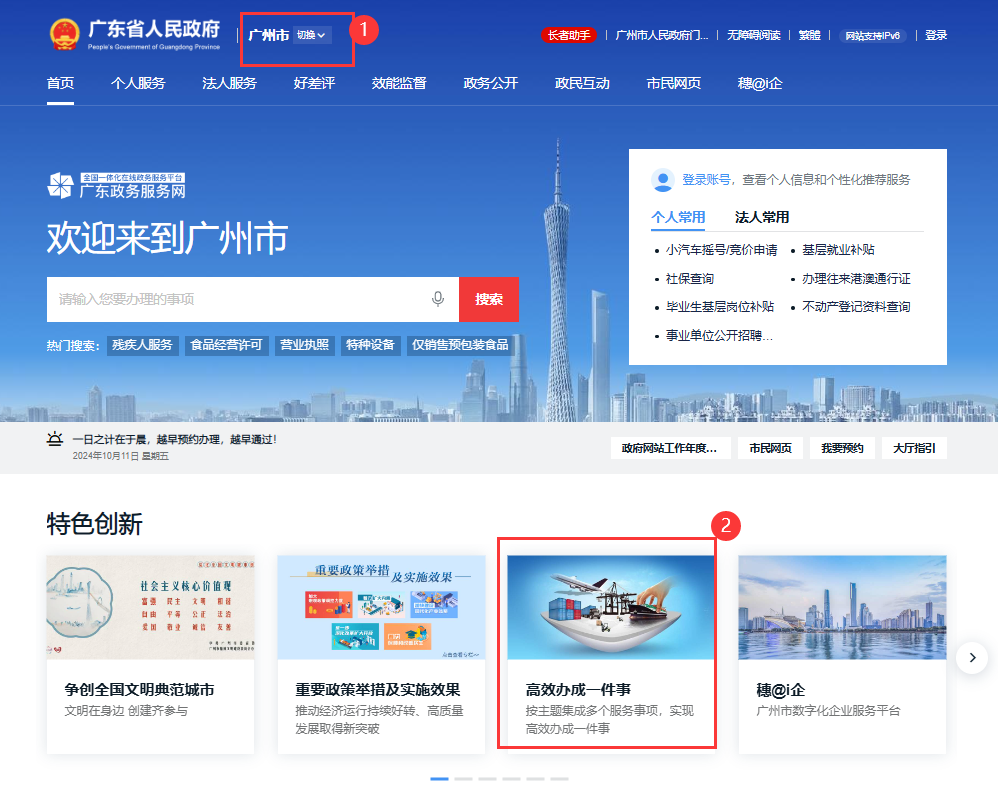 广东省人民政府
People's Government of Guangdong Province
广州市 切换
1
长者助手
广州市人民政府门...
无障碍阅读
繁體
网站支持IPv6
登录
首页 个人服务 法人服务 好差评 效能监督 政务公开 政民互动 市民网页 穗@i企
全国一体化在线政务服务平台
广东政务服务网
欢迎来到广州市
请输入您要办理的事项
搜索
热门搜索： 残疾人服务 食品经营许可 营业执照 特种设备 仅销售预包装食品
登录账号，查看个人信息和个性化推荐服务
个人常用 法人常用
小汽车摇号/竞价申请 基层就业补贴
社保查询 办理往来港澳通行证
毕业生基层岗位补贴 不动产登记资料查询
事业单位公开招聘...
一日之计在于晨，越早预约办理，越早通过！
2024年10月11日 星期五
政府网站工作年度... 市民网页 我要预约 大厅指引
特色创新
2
社会主义核心价值观
富强 民主 文明 和谐
自由 平等 公正 法治
爱国 敬业 诚信 友善
争创全国文明典范城市
文明在身边 创建齐参与
重要政策举措
及实施效果
点击查看专栏>>
重要政策举措及实施效果
推动经济运行持续好转、高质量
发展取得新突破
高效办成一件事
按主题集成多个服务事项，实现
高效办成一件事
穗@i企
广州市数字化企业服务平台